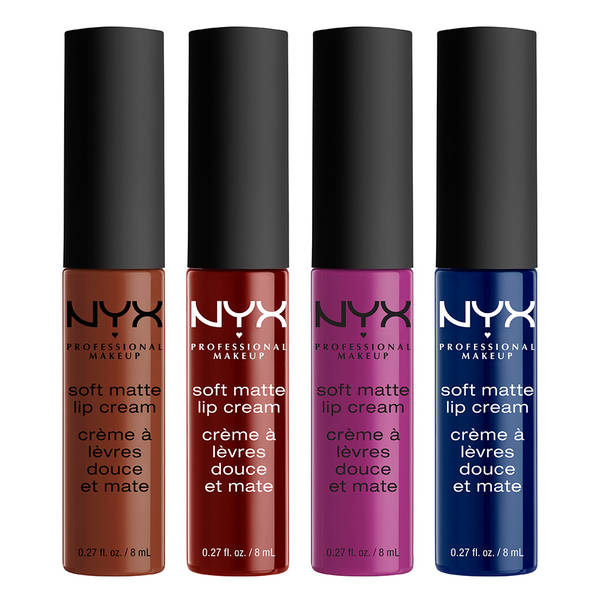 NYX
PROFESSIONAL
MAKEUP
soft matte
lip cream
crème à
lèvres
douce
et mate
0.27 fl. oz. / 8 mL
NYX
PROFESSIONAL
MAKEUP
soft matte
lip cream
crème à
lèvres
douce
et mate
0.27 fl. oz. / 8 mL
NYX
PROFESSIONAL
MAKEUP
soft matte
lip cream
crème à
lèvres
douce
et mate
0.27 fl. oz. / 8 mL
NYX
PROFESSIONAL
MAKEUP
soft matte
lip cream
crème à
lèvres
douce
et mate
0.27 fl. oz. / 8 mL